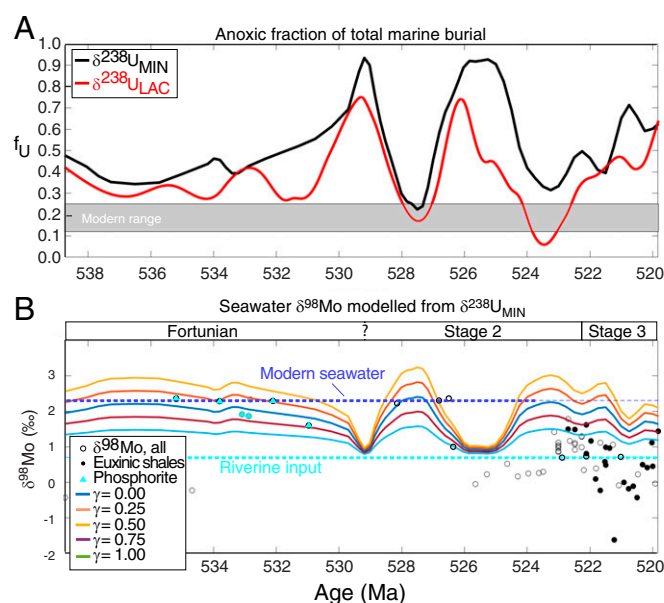 A
Anoxic fraction of total marine burial
1.0
0.9
0.8
0.7
0.6
0.5
0.4
0.3
0.2
0.1
0.0
fU
δ238UMIN
δ238ULAC
Modern range
538 536 534 532 530 528 526 524 522 520
B
Seawater δ98Mo modelled from δ238UMIN
Fortunian ? Stage 2 Stage 3
Modern seawater
Riverine input
4
3
2
1
0
-1
-2
δ98Mo (‰)
δ98Mo, all
Euxinic shales
Phosphorite
γ= 0.00
γ= 0.25
γ= 0.50
γ= 0.75
γ= 1.00
538 536 534 532 530 528 526 524 522 520
Age (Ma)